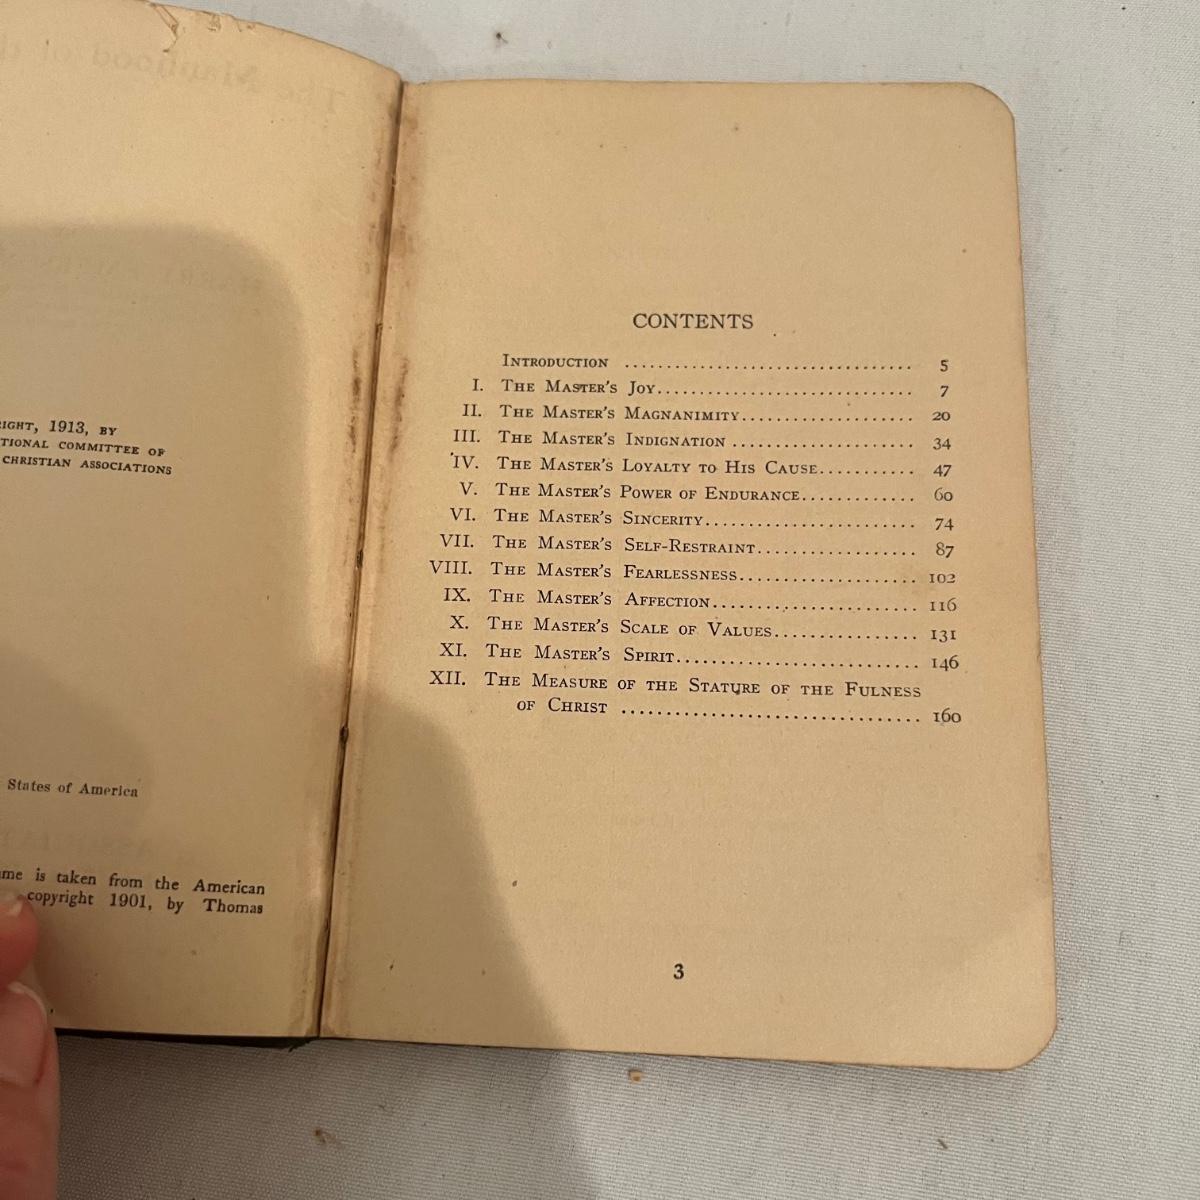 RIGHT, 1913, BY
TIONAL COMMITTEE OF
CHRISTIAN ASSOCIATIONS
States of America
me is taken from the American
copyright 1901, by Thomas
CONTENTS
INTRODUCTION .................................. 5
I. THE MASTER'S JOY.............................. 7
II. THE MASTER'S MAGNANIMITY.................... 20
III. THE MASTER'S INDIGNATION ..................... 34
IV. THE MASTER'S LOYALTY TO HIS CAUSE........... 47
V. THE MASTER'S POWER OF ENDURANCE............. 60
VI. THE MASTER'S SINCERITY........................ 74
VII. THE MASTER'S SELF-RESTRAINT.................. 87
VIII. THE MASTER'S FEARLESSNESS.................... 102
IX. THE MASTER'S AFFECTION....................... 116
X. THE MASTER'S SCALE OF VALUES................ 131
XI. THE MASTER'S SPIRIT........................... 146
XII. THE MEASURE OF THE STATURE OF THE FULNESS
OF CHRIST ................................. 160
3